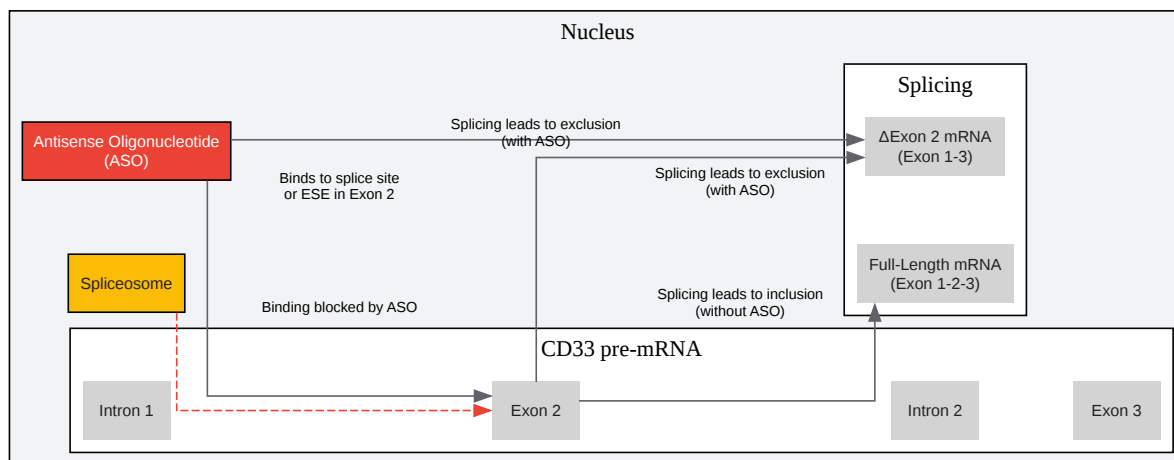 Nucleus
Splicing
Antisense Oligonucleotide
(ASO)
Splicing leads to exclusion
(with ASO)
ΔExon 2 mRNA
(Exon 1-3)
Binds to splice site
or ESE in Exon 2
Splicing leads to exclusion
(with ASO)
Spliceosome
Full-Length mRNA
(Exon 1-2-3)
Binding blocked by ASO
Splicing leads to inclusion
(without ASO)
CD33 pre-mRNA
Intron 1
Exon 2
Intron 2
Exon 3